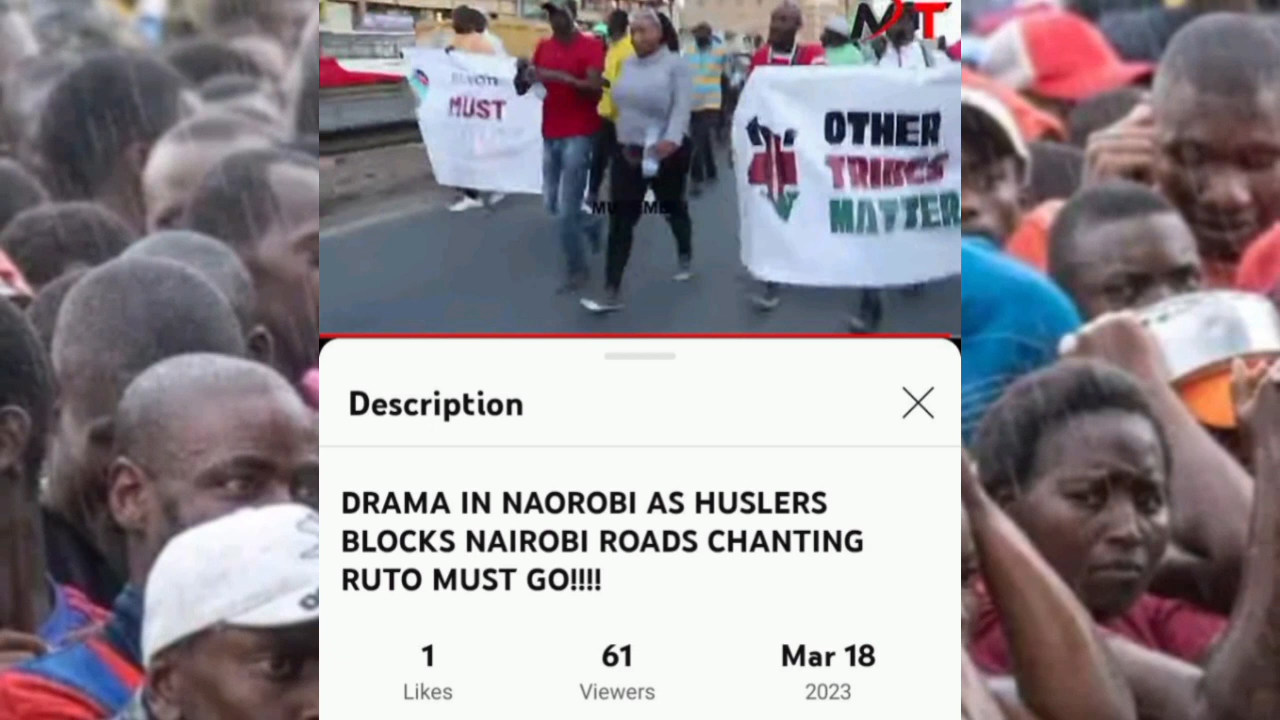 MUST
OTHER
TRIBES
MATTER
Description
DRAMA IN NAOROBI AS HUSLERS
BLOCKS NAIROBI ROADS CHANTING
RUTO MUST GO!!!!
1
61
Mar 18
Likes
Viewers
2023